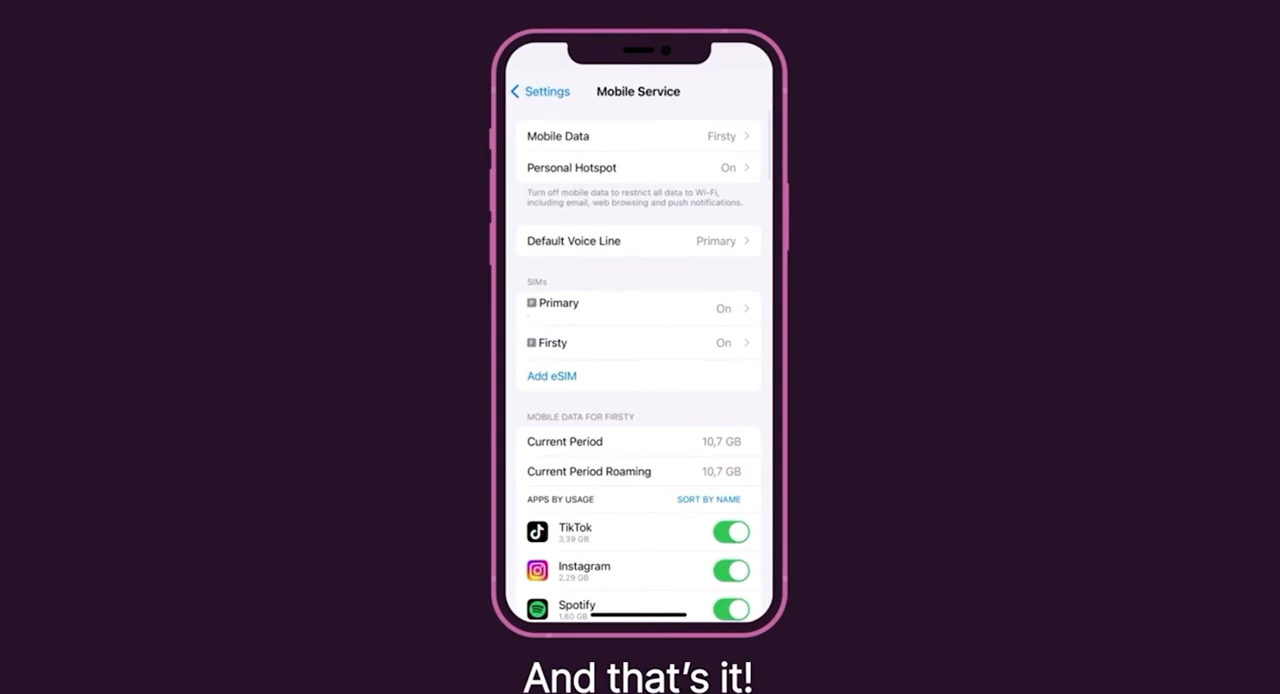 Settings
Mobile Service
Mobile Data
Firsty
Personal Hotspot
On
Turn off mobile data to restrict all data to Wi-Fi,
including email, web browsing and push notifications.
Default Voice Line
Primary
SIMs
P Primary
On
F Firsty
On
Add eSIM
MOBILE DATA FOR FIRSTY
Current Period
10,7 GB
Current Period Roaming
10,7 GB
APPS BY USAGE
SORT BY NAME
TikTok
3,39 GB
Instagram
2,29 GB
Spotify
1,60 GB
And that's it!